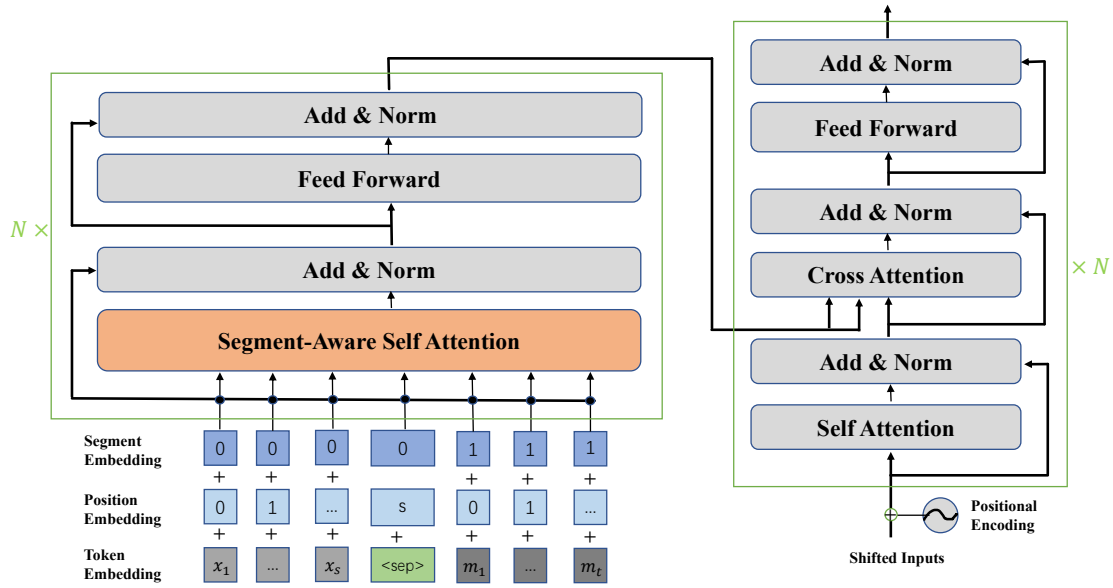 Add & Norm
Feed Forward
N ×
Add & Norm
Segment-Aware Self Attention
Segment
Embedding
0 0 0 0 1 1 1
+ + + + + +
Position
Embedding
0 1 ... s 0 1 ...
+ + + + + + +
Token
Embedding
x₁ ... xₛ <sep> m₁ ... mₜ
Add & Norm
Feed Forward
Add & Norm
Cross Attention
× N
Add & Norm
Self Attention
Positional
Encoding
Shifted Inputs